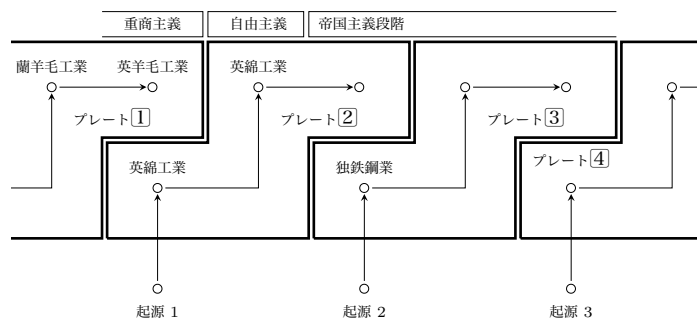 重商主義 自由主義 帝国主義段階
蘭羊毛工業 英羊毛工業 英綿工業
プレート1 プレート2 プレート3
プレート4
英綿工業 独鉄鋼業
起源 1 起源 2 起源 3